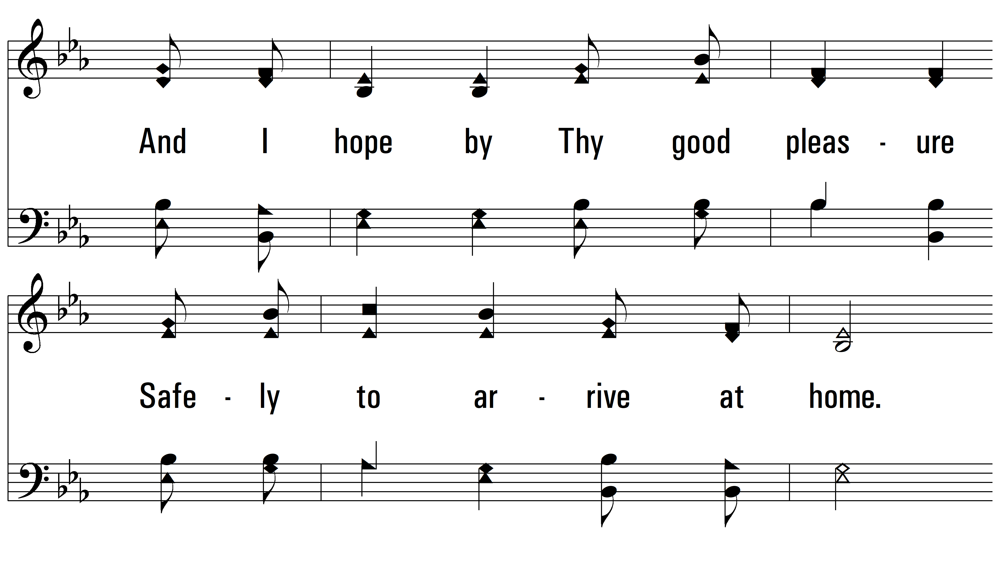 And I hope by Thy good pleas - ure
Safe - ly to ar - rive at home.